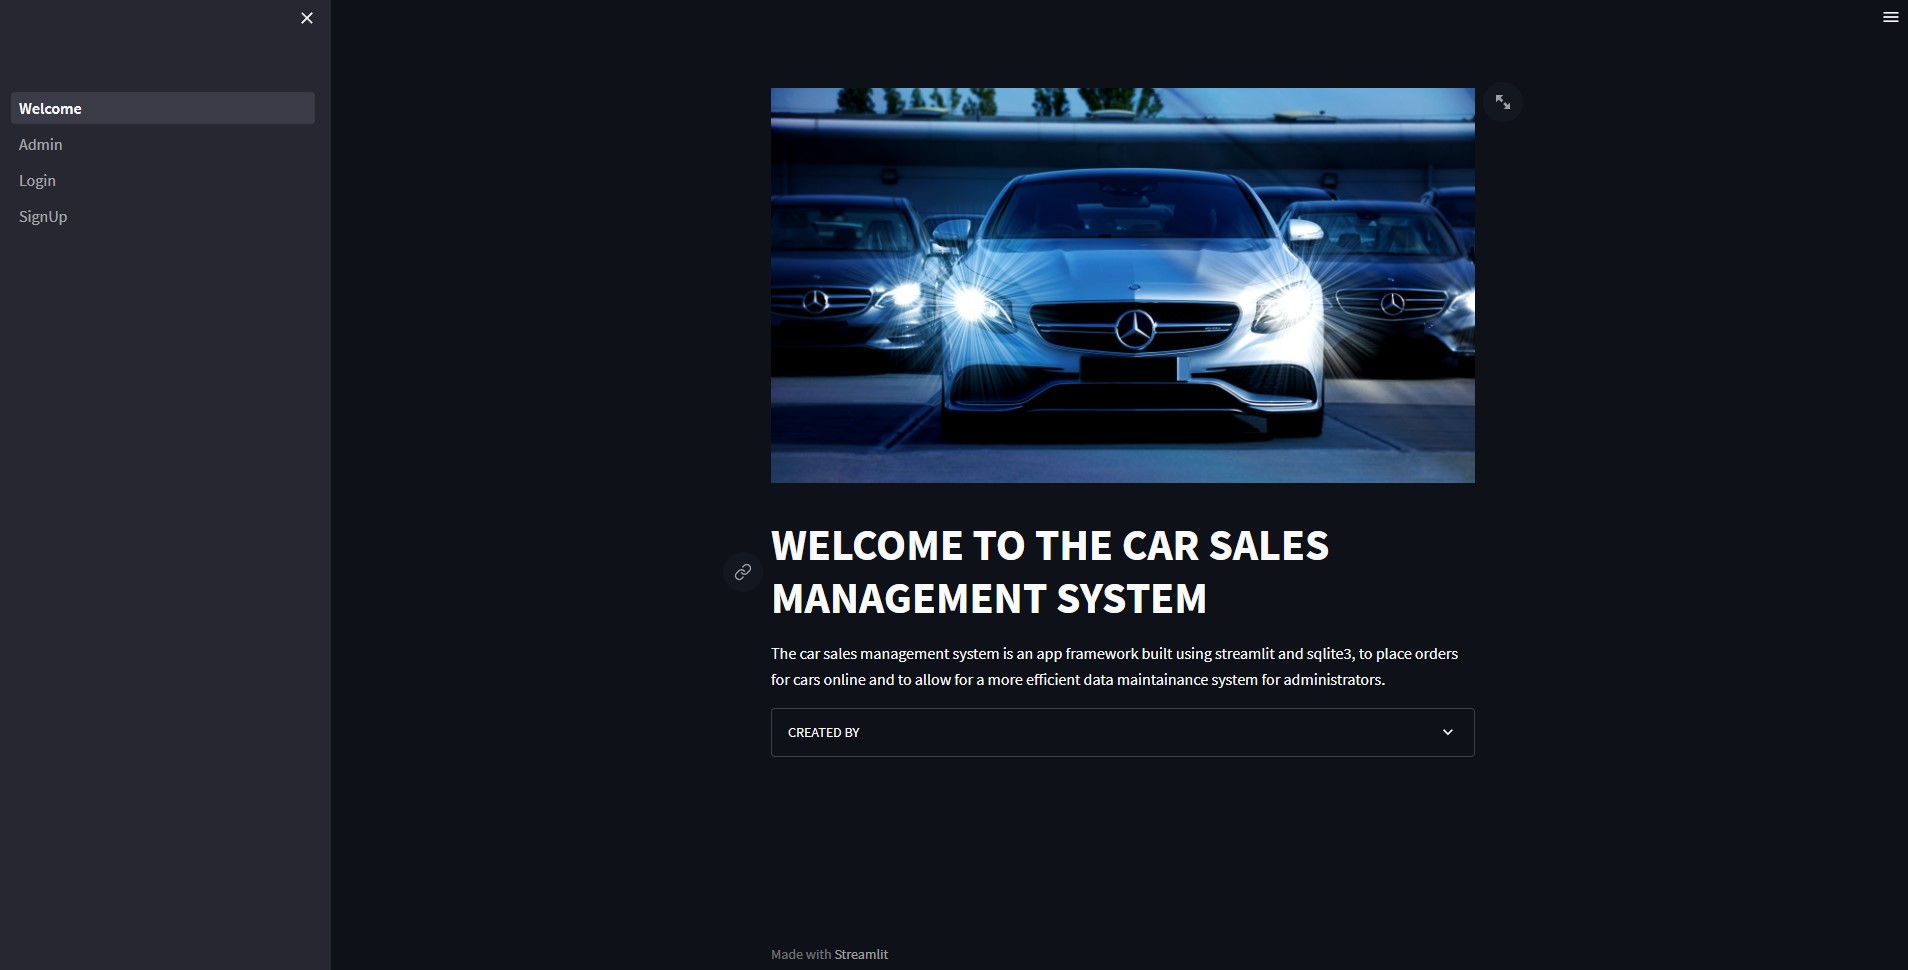 Welcome
Admin
Login
SignUp
WELCOME TO THE CAR SALES
MANAGEMENT SYSTEM
The car sales management system is an app framework built using streamlit and sqlite3, to place orders
for cars online and to allow for a more efficient data maintainance system for administrators.
CREATED BY
Made with Streamlit